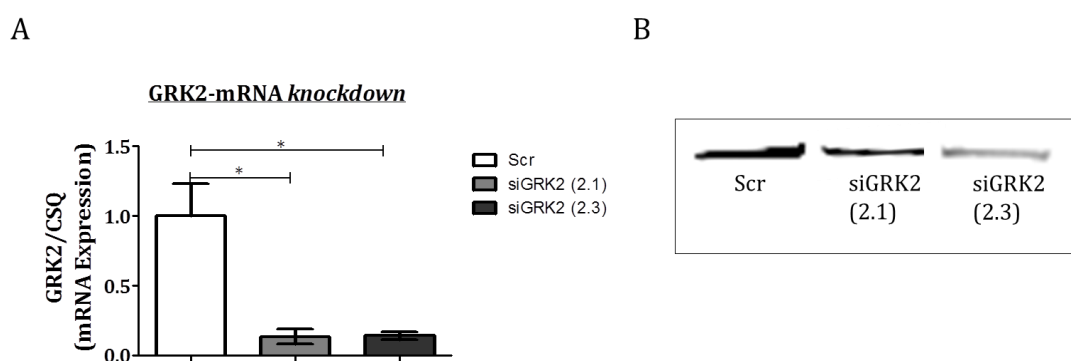 A
GRK2-mRNA knockdown
GRK2/CSQ
(mRNA Expression)
1.5
1.0
0.5
0.0
*
*
Scr
siGRK2 (2.1)
siGRK2 (2.3)
B
Scr
siGRK2
(2.1)
siGRK2
(2.3)